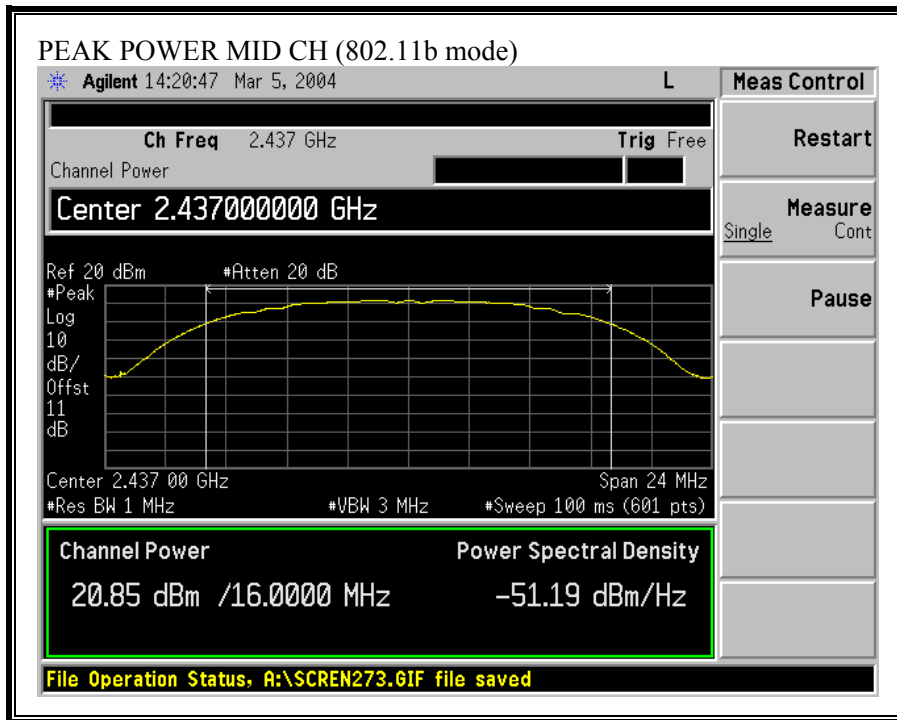 PEAK POWER MID CH (802.11b mode)
Agilent 14:20:47 Mar 5, 2004 L
Meas Control
Ch Freq 2.437 GHz Trig Free
Channel Power
Center 2.437000000 GHz
Restart
Measure
Single Cont
Pause
Ref 20 dBm #Atten 20 dB
#Peak
Log
10
dB/
Offst
11
dB
Center 2.437 00 GHz Span 24 MHz
#Res BW 1 MHz #VBW 3 MHz #Sweep 100 ms (601 pts)
Channel Power Power Spectral Density
20.85 dBm /16.0000 MHz -51.19 dBm/Hz
File Operation Status, A:\SCREN273.GIF file saved